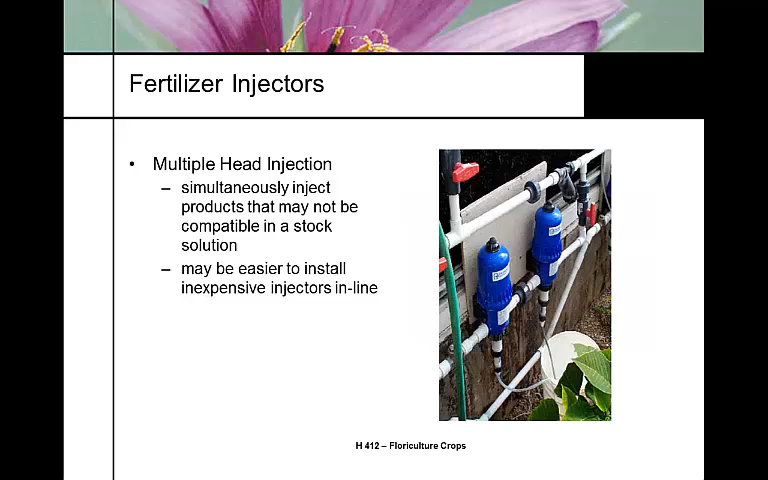 Fertilizer Injectors
• Multiple Head Injection
– simultaneously inject
products that may not be
compatible in a stock
solution
– may be easier to install
inexpensive injectors in-line
H 412 – Floriculture Crops